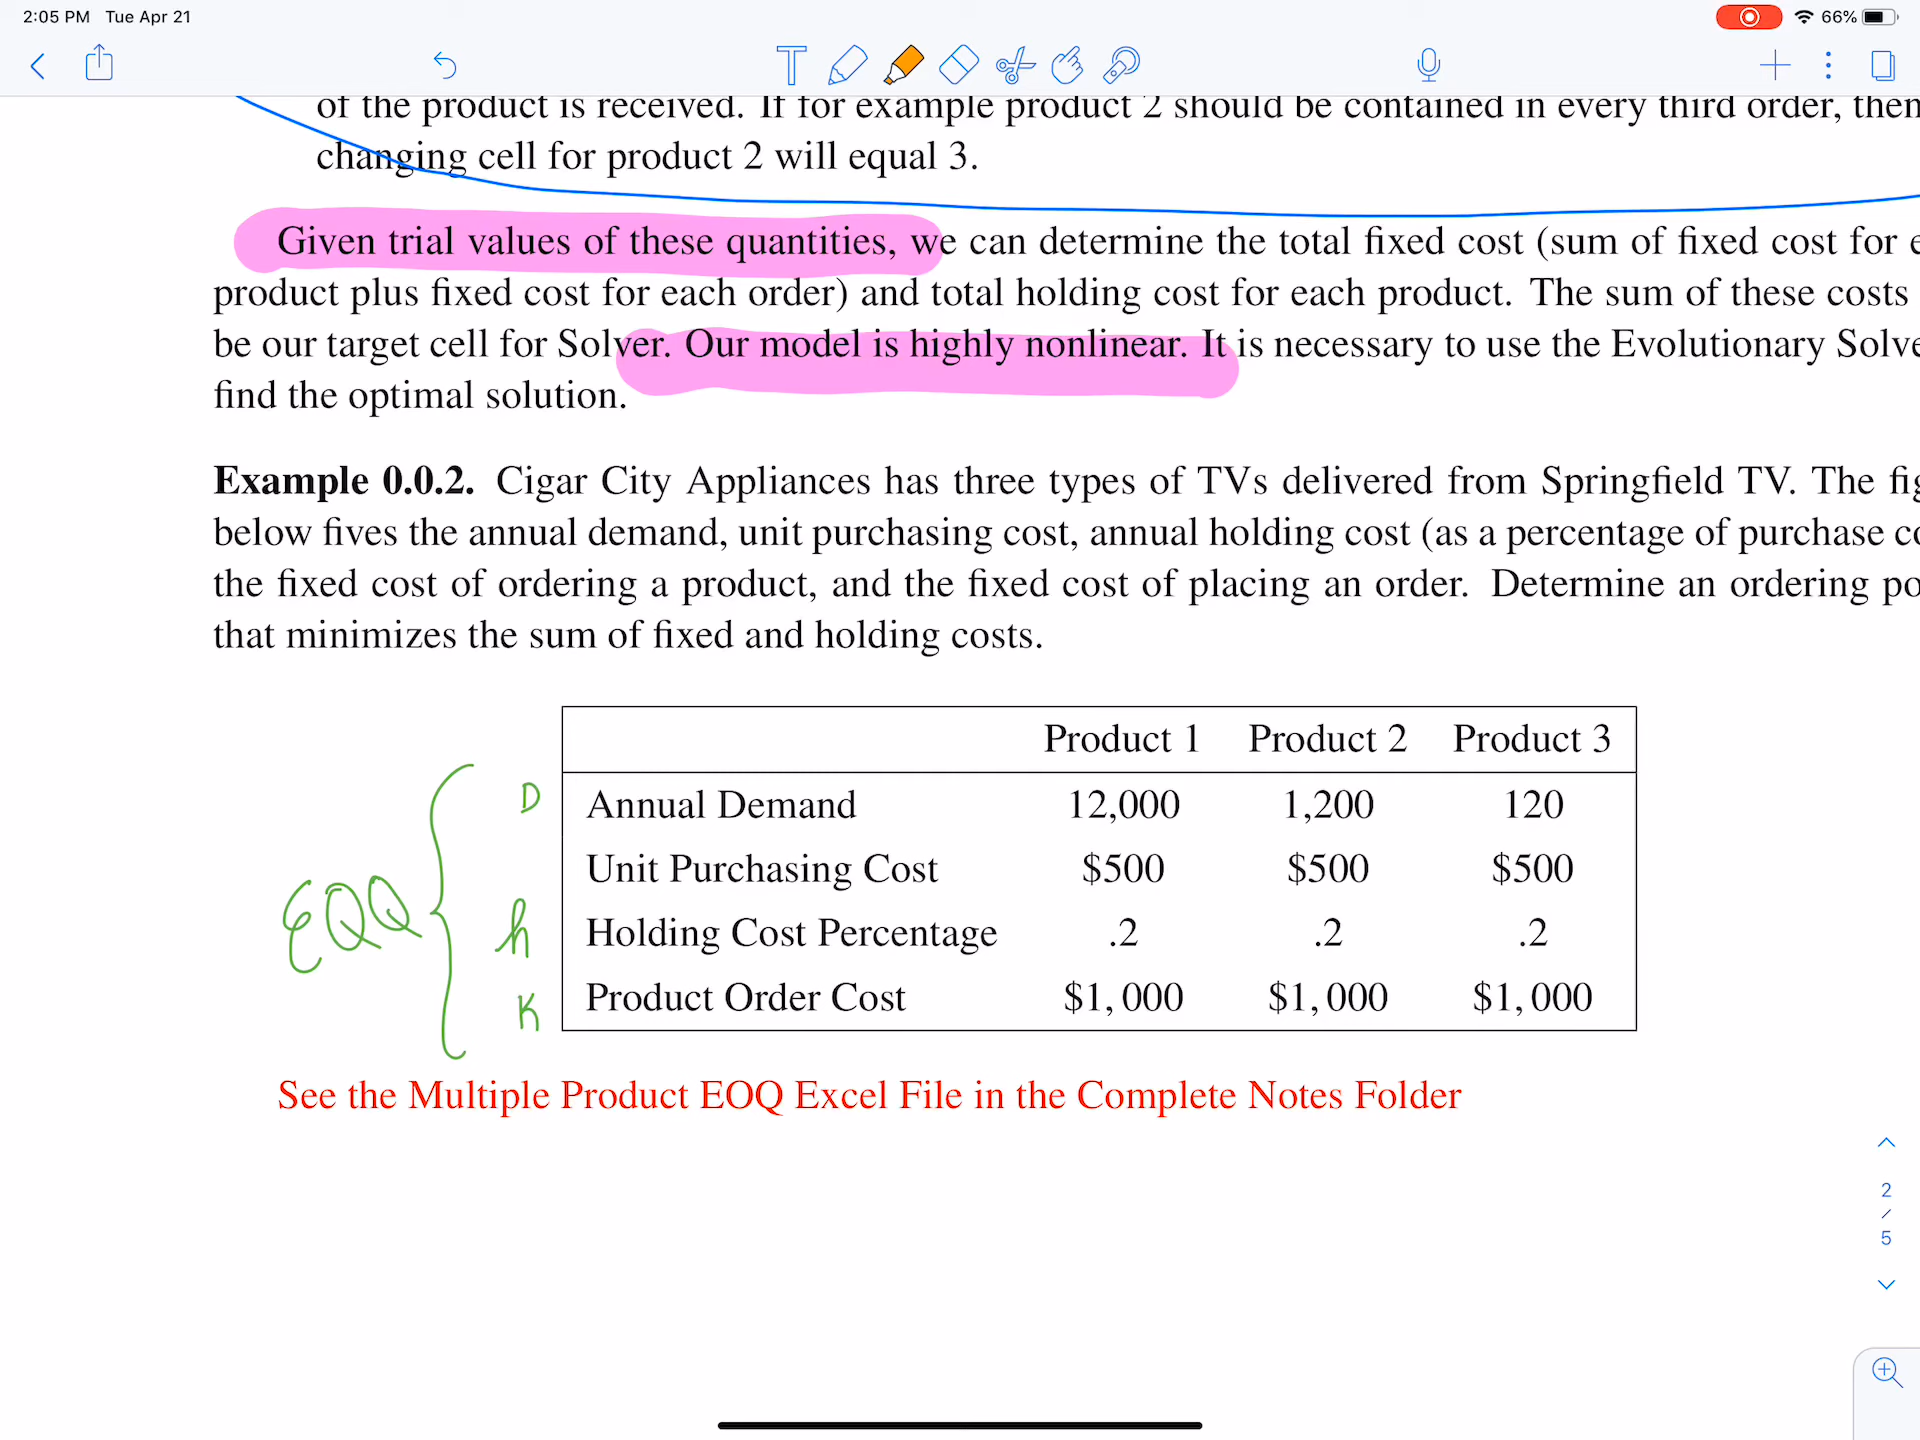 2:05 PM Tue Apr 21
66%
of the product is received. If for example product 2 should be contained in every third order, then
changing cell for product 2 will equal 3.
Given trial values of these quantities, we can determine the total fixed cost (sum of fixed cost for
product plus fixed cost for each order) and total holding cost for each product. The sum of these costs
be our target cell for Solver. Our model is highly nonlinear. It is necessary to use the Evolutionary Solve
find the optimal solution.
Example 0.0.2. Cigar City Appliances has three types of TVs delivered from Springfield TV. The fig
below fives the annual demand, unit purchasing cost, annual holding cost (as a percentage of purchase co
the fixed cost of ordering a product, and the fixed cost of placing an order. Determine an ordering po
that minimizes the sum of fixed and holding costs.
Product 1 Product 2 Product 3
D Annual Demand 12,000 1,200 120
Unit Purchasing Cost $500 $500 $500
EOQ h Holding Cost Percentage .2 .2 .2
K Product Order Cost $1,000 $1,000 $1,000
See the Multiple Product EOQ Excel File in the Complete Notes Folder
2
/
5